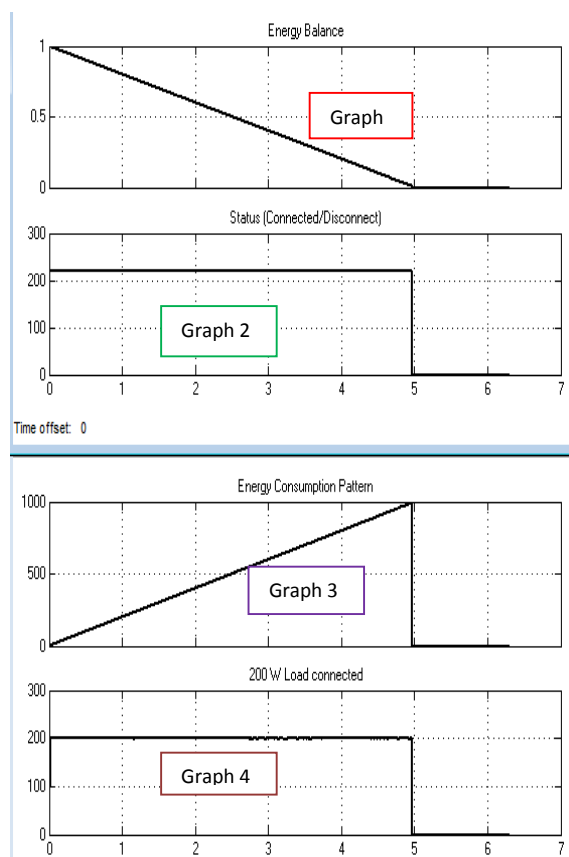 Energy Balance
1
0.5
0
Graph
Status (Connected/Disconnect)
300
200
100
0
Graph 2
0 1 2 3 4 5 6 7
Time offset: 0
Energy Consumption Pattern
1000
500
0
Graph 3
200 W Load connected
300
200
100
0
Graph 4
0 1 2 3 4 5 6 7